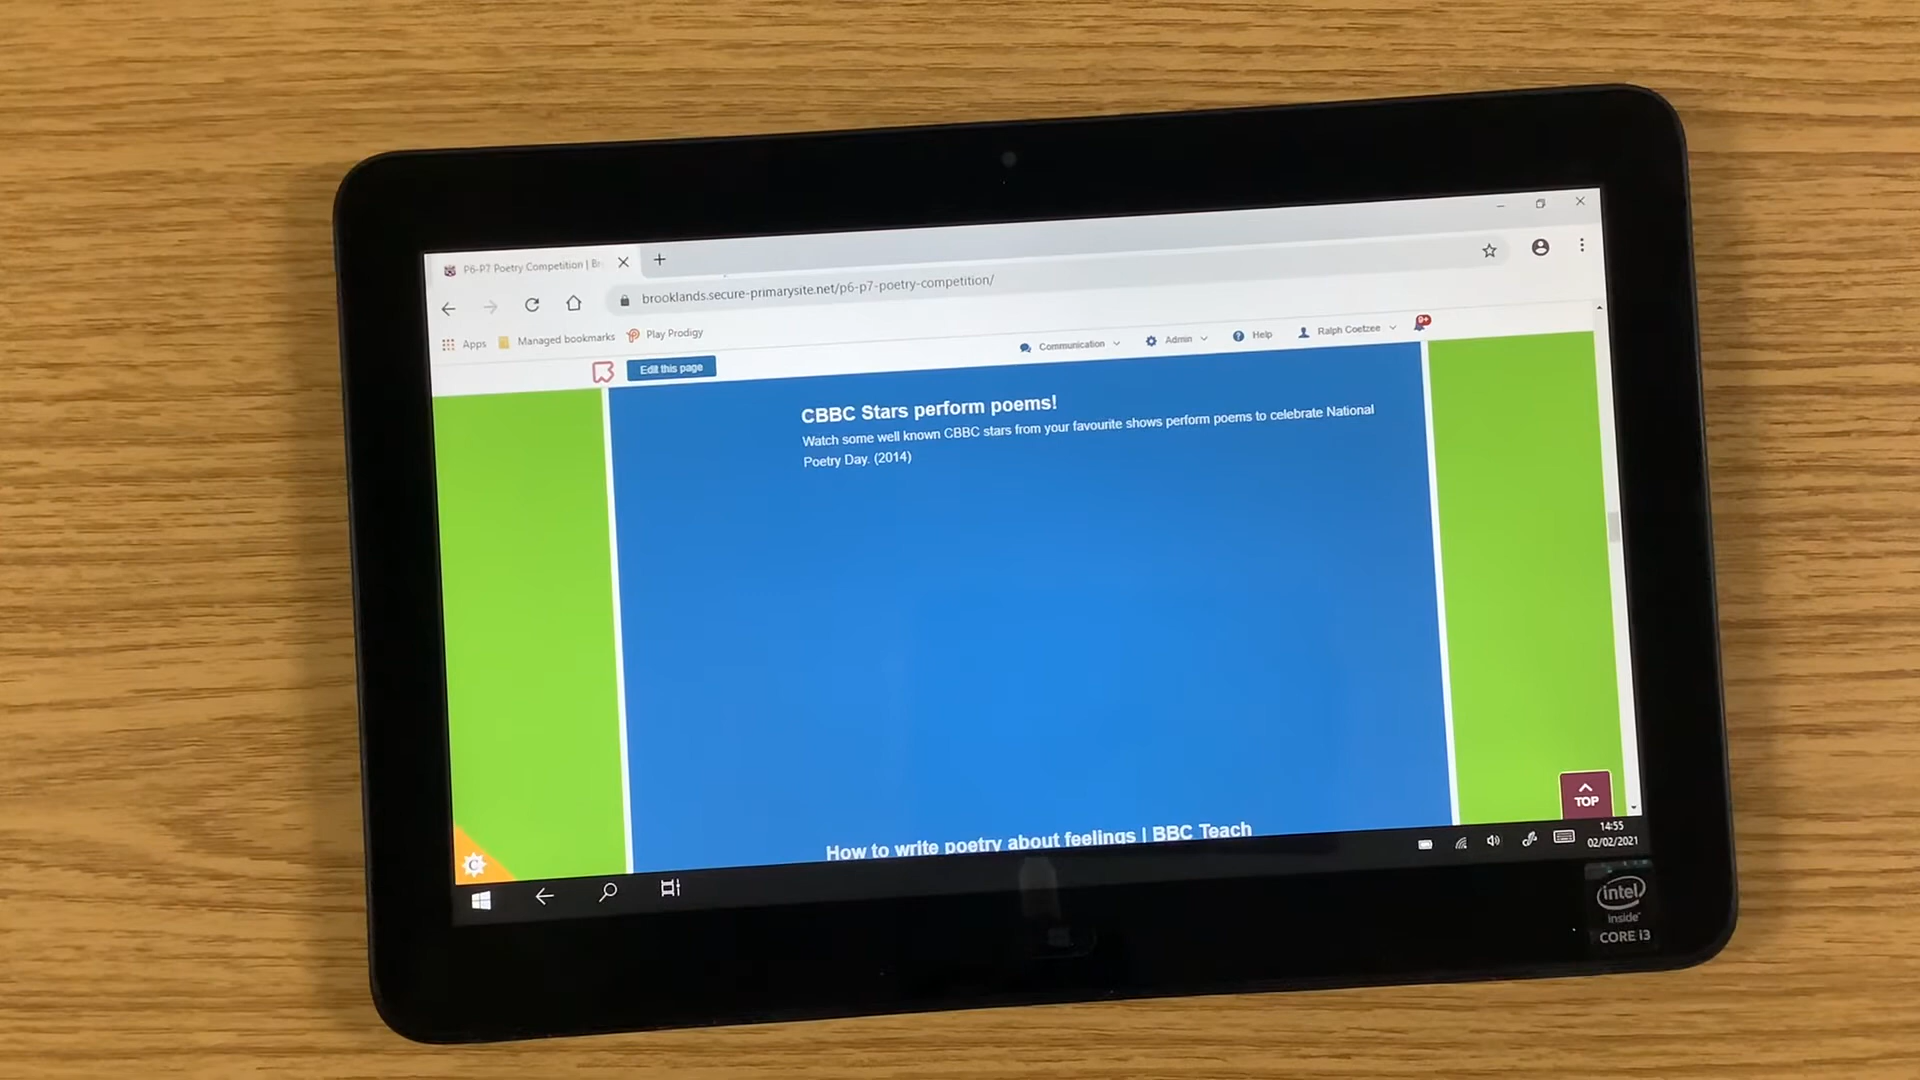 P6-P7 Poetry Competition | Br
brooklands.secure-primarysite.net/p6-p7-poetry-competition/
Apps Managed bookmarks Play Prodigy
Edit this page Communication Admin Help Ralph Coetzee 9+
CBBC Stars perform poems!
Watch some well known CBBC stars from your favourite shows perform poems to celebrate National
Poetry Day. (2014)
TOP
How to write poetry about feelings | BBC Teach
C
14:55
02/02/2021
intel
inside
CORE i3